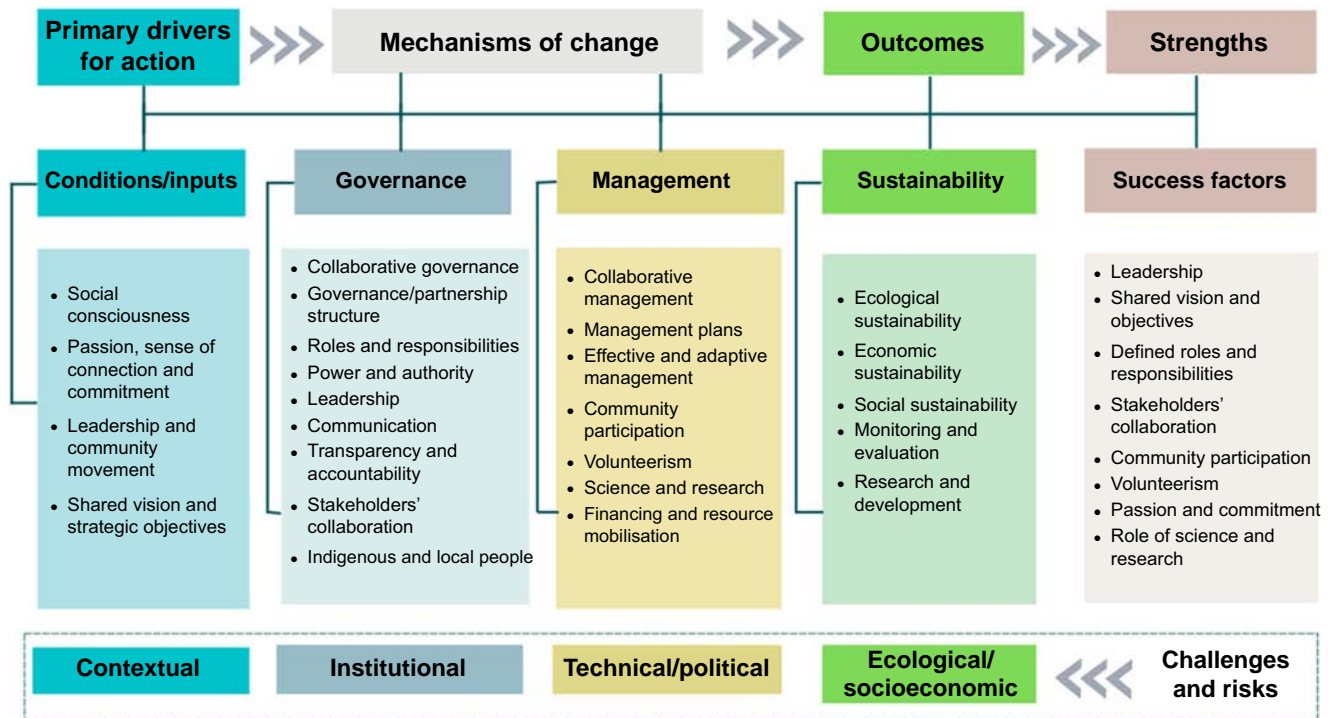 Primary drivers
for action
Mechanisms of change
Outcomes
Strengths
Conditions/inputs
Governance
Management
Sustainability
Success factors
• Social
consciousness
• Passion, sense of
connection and
commitment
• Leadership and
community
movement
• Shared vision and
strategic objectives
• Collaborative governance
• Governance/partnership
structure
• Roles and responsibilities
• Power and authority
• Leadership
• Communication
• Transparency and
accountability
• Stakeholders'
collaboration
• Indigenous and local people
• Collaborative
management
• Management plans
• Effective and adaptive
management
• Community
participation
• Volunteerism
• Science and research
• Financing and resource
mobilisation
• Ecological
sustainability
• Economic
sustainability
• Social sustainability
• Monitoring and
evaluation
• Research and
development
• Leadership
• Shared vision and
objectives
• Defined roles and
responsibilities
• Stakeholders'
collaboration
• Community participation
• Volunteerism
• Passion and commitment
• Role of science and
research
Contextual
Institutional
Technical/political
Ecological/
socioeconomic
Challenges
and risks